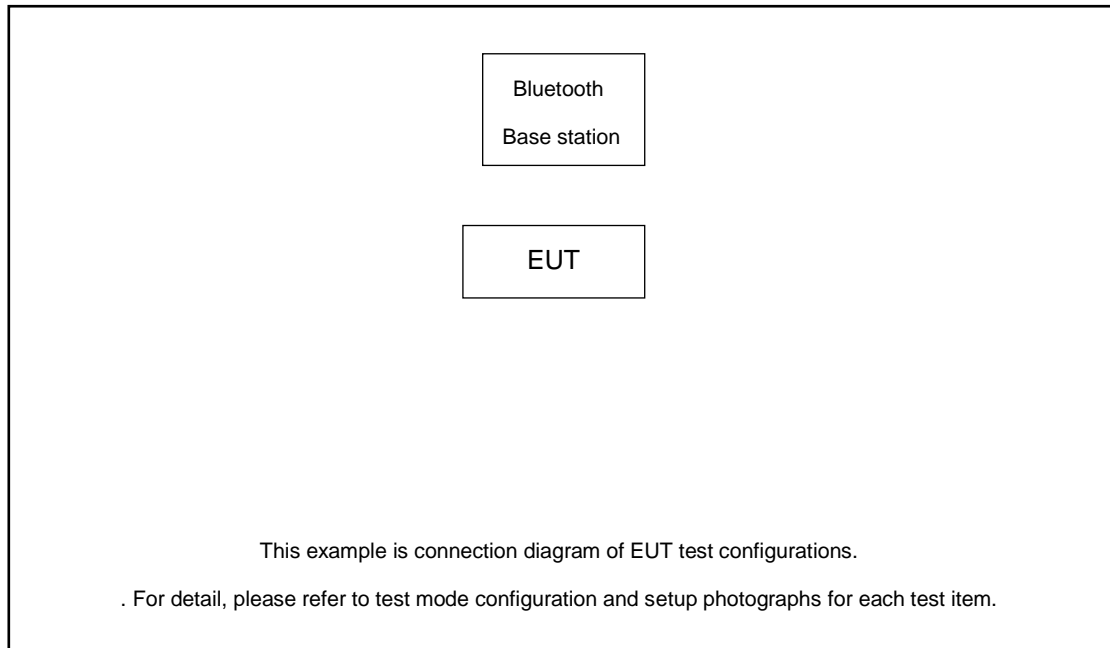 Bluetooth
Base station
EUT
This example is connection diagram of EUT test configurations.
. For detail, please refer to test mode configuration and setup photographs for each test item.